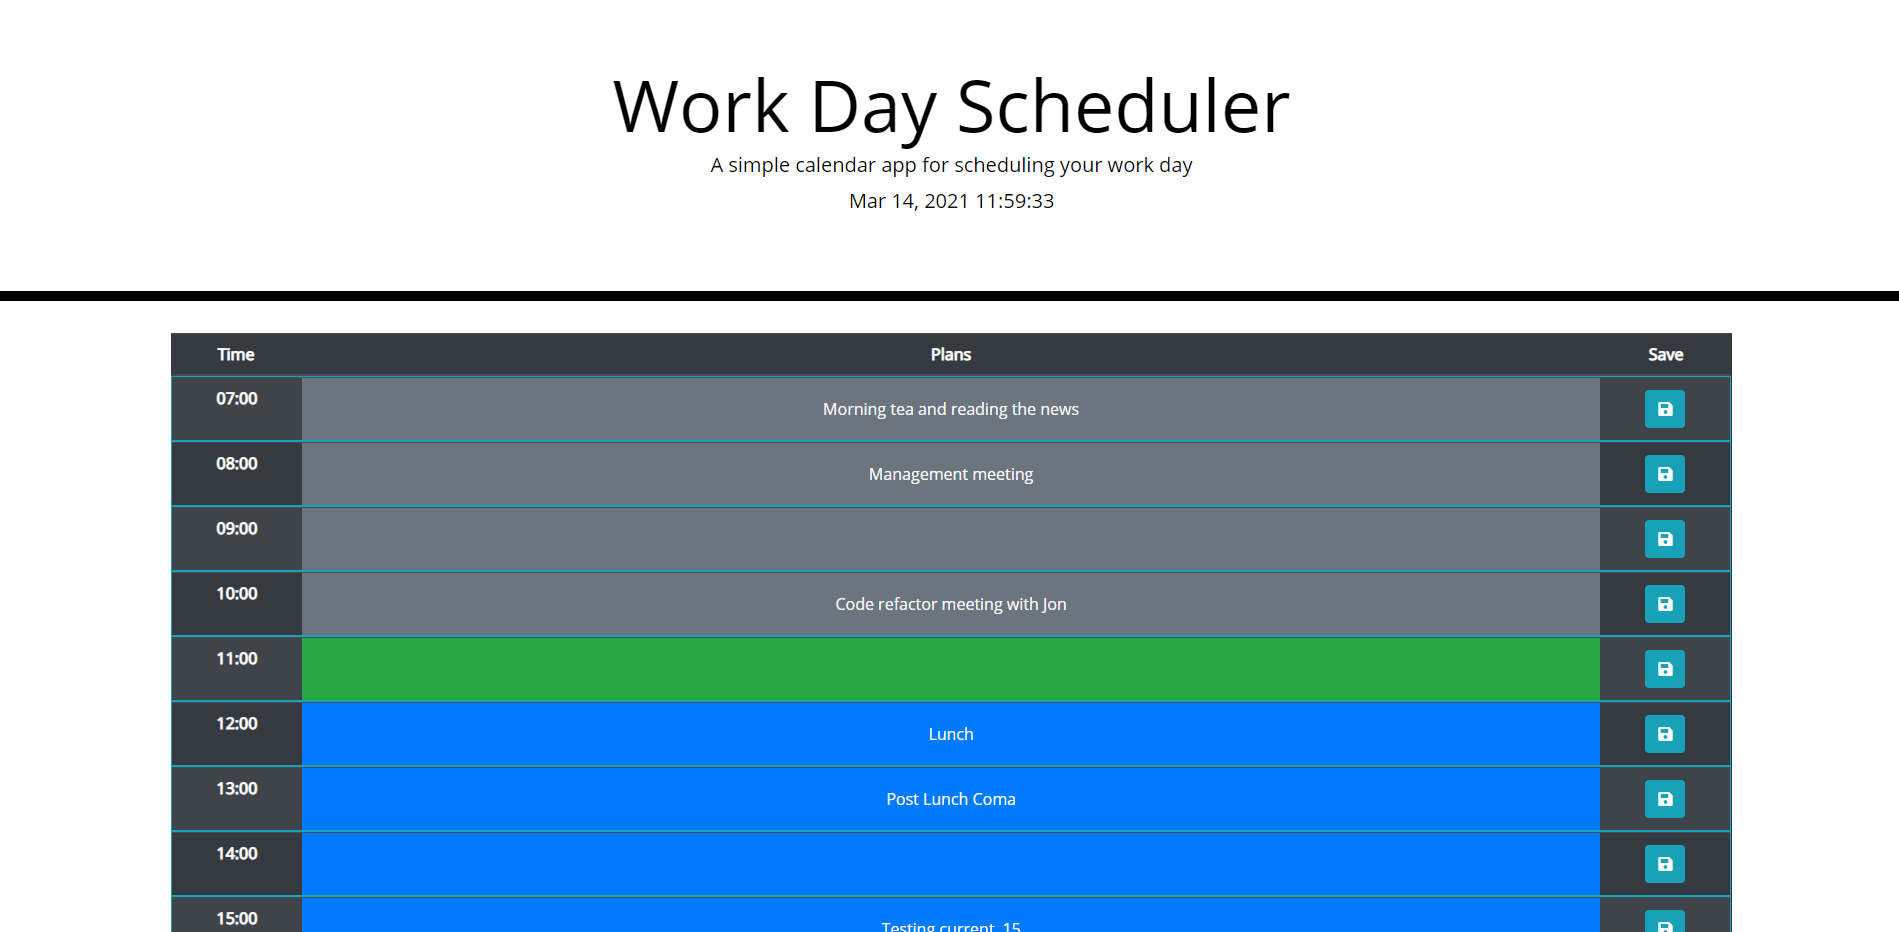 Work Day Scheduler
A simple calendar app for scheduling your work day
Mar 14, 2021 11:59:33
Time Plans Save
07:00 Morning tea and reading the news
08:00 Management meeting
09:00
10:00 Code refactor meeting with Jon
11:00
12:00 Lunch
13:00 Post Lunch Coma
14:00
15:00 Testing current 15